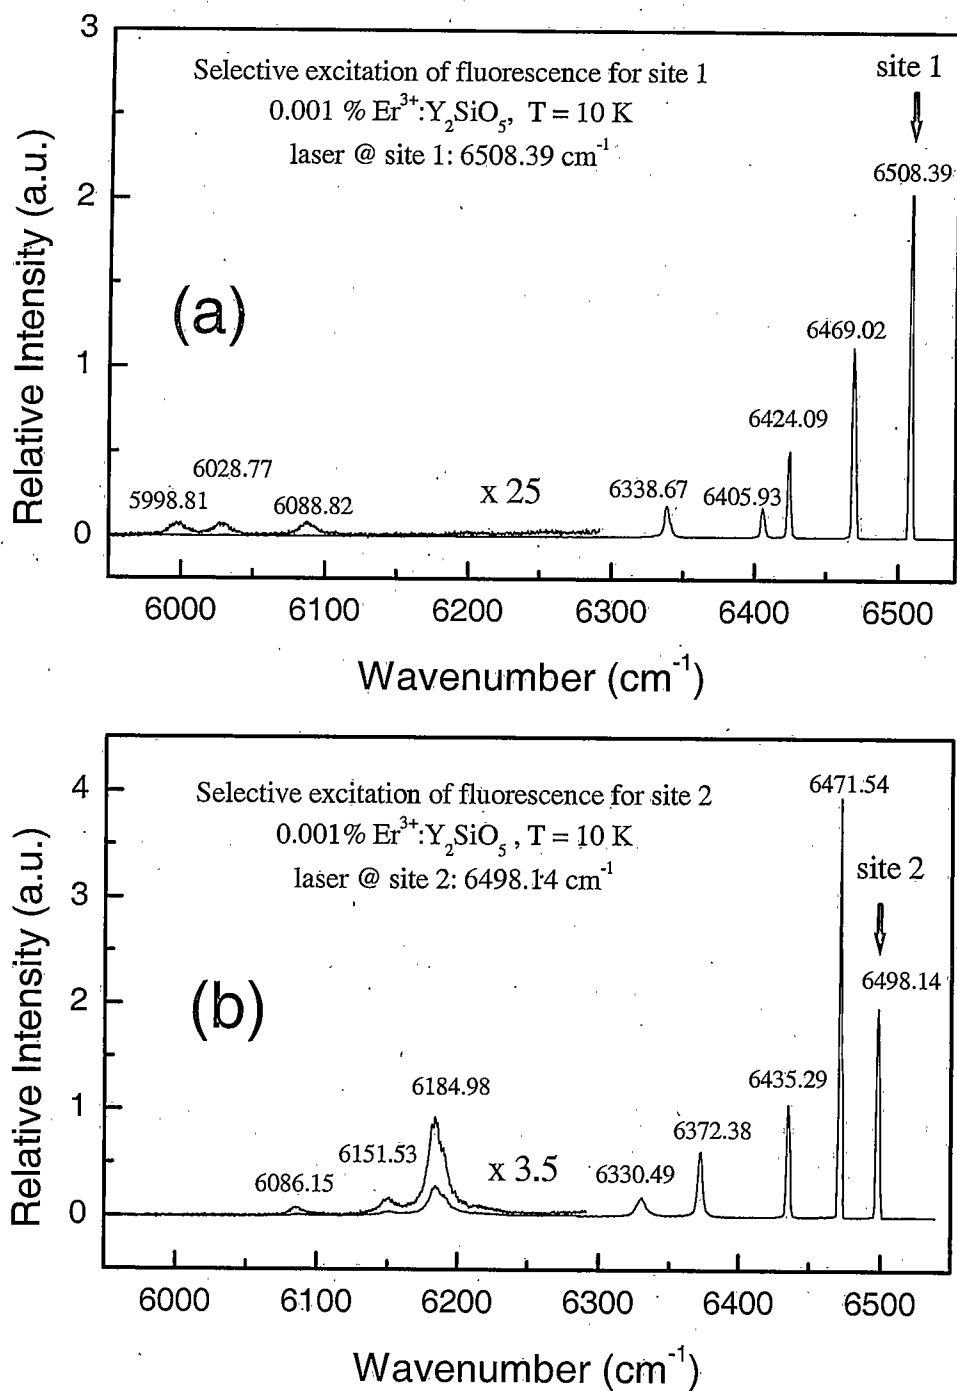 3
Selective excitation of fluorescence for site 1
site 1
0.001 % Er³⁺:Y₂SiO₅, T = 10 K
laser @ site 1: 6508.39 cm⁻¹
6508.39
2
(a)
6469.02
1
6424.09
6028.77
5998.81
6088.82
x 25
6338.67
6405.93
0
Relative Intensity (a.u.)
6000
6100
6200
6300
6400
6500
Wavenumber (cm⁻¹)
4
6471.54
Selective excitation of fluorescence for site 2
0.001% Er³⁺:Y₂SiO₅, T = 10 K
laser @ site 2: 6498.14 cm⁻¹
site 2
3
6498.14
2
(b)
6184.98
6435.29
1
6151.53
6372.38
6086.15
x 3.5
6330.49
0
Relative Intensity (a.u.)
6000
6100
6200
6300
6400
6500
Wavenumber (cm⁻¹)